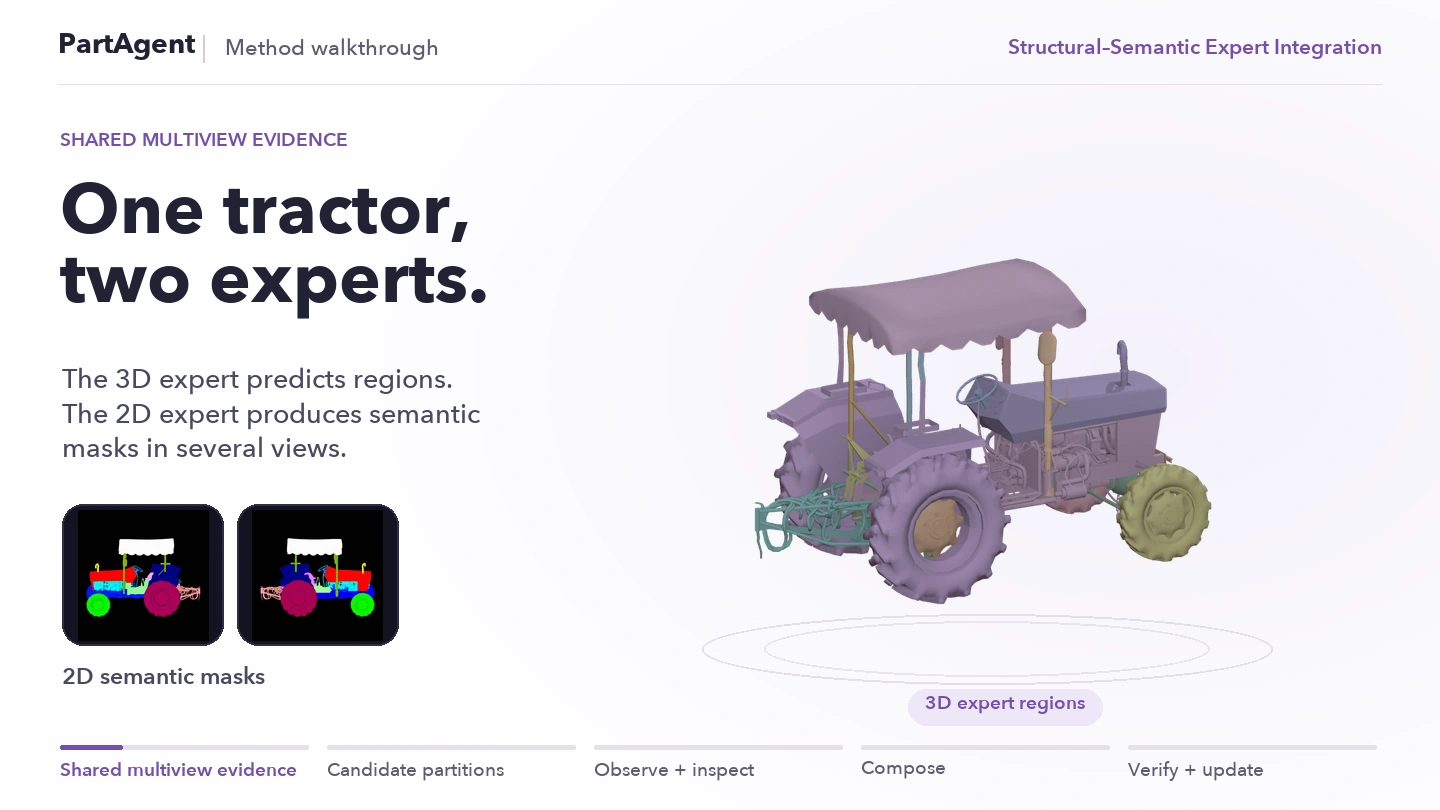 PartAgent
Method walkthrough
Structural–Semantic Expert Integration
SHARED MULTIVIEW EVIDENCE
One tractor,
two experts.
The 3D expert predicts regions.
The 2D expert produces semantic
masks in several views.
2D semantic masks
3D expert regions
Shared multiview evidence
Candidate partitions
Observe + inspect
Compose
Verify + update